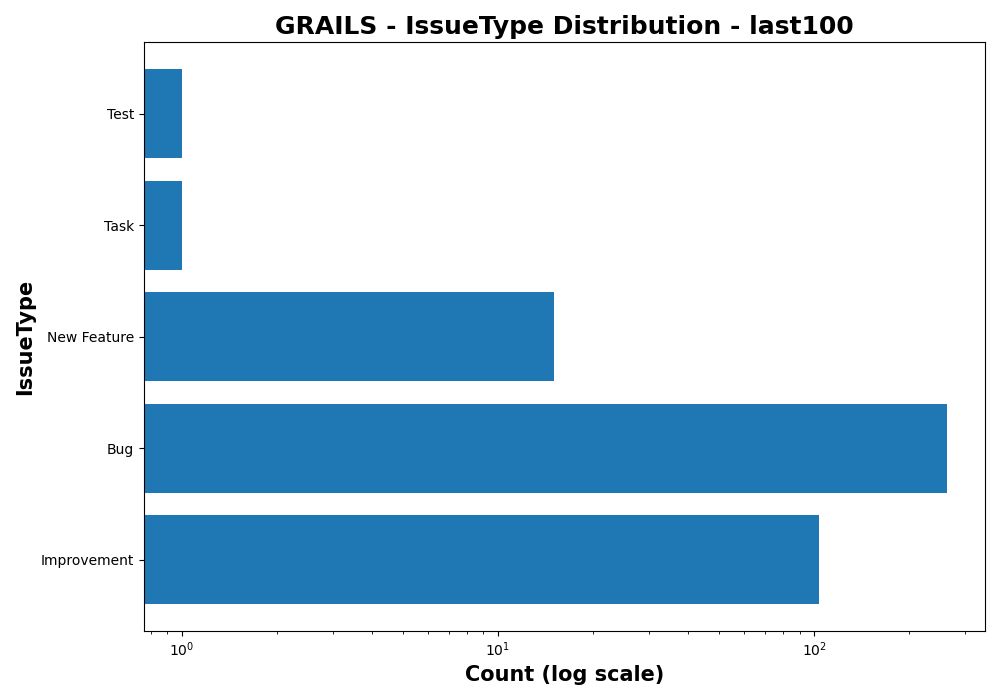 GRAILS - IssueType Distribution - last100
IssueType
Test
Task
New Feature
Bug
Improvement
10⁰
10¹
10²
Count (log scale)